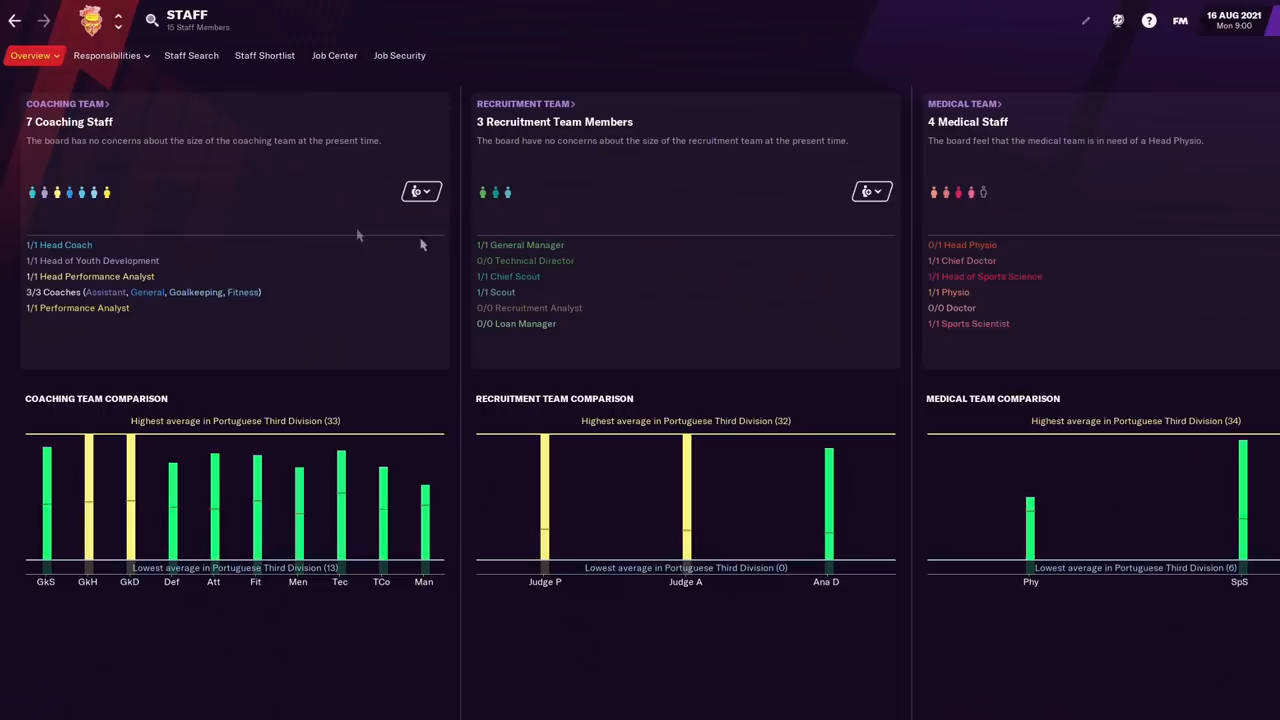 STAFF
15 Staff Members
FM
16 AUG 2021
Mon 9:00
Overview
Responsibilities
Staff Search
Staff Shortlist
Job Center
Job Security
COACHING TEAM>
7 Coaching Staff
The board has no concerns about the size of the coaching team at the present time.
1/1 Head Coach
1/1 Head of Youth Development
1/1 Head Performance Analyst
3/3 Coaches (Assistant, General, Goalkeeping, Fitness)
1/1 Performance Analyst
RECRUITMENT TEAM>
3 Recruitment Team Members
The board have no concerns about the size of the recruitment team at the present time.
1/1 General Manager
0/0 Technical Director
1/1 Chief Scout
1/1 Scout
0/0 Recruitment Analyst
0/0 Loan Manager
MEDICAL TEAM>
4 Medical Staff
The board feel that the medical team is in need of a Head Physio.
0/1 Head Physio
1/1 Chief Doctor
1/1 Head of Sports Science
1/1 Physio
0/0 Doctor
1/1 Sports Scientist
COACHING TEAM COMPARISON
Highest average in Portuguese Third Division (33)
Lowest average in Portuguese Third Division (13)
GkS GkH GkD Def Att Fit Men Tec TCo Man
RECRUITMENT TEAM COMPARISON
Highest average in Portuguese Third Division (32)
Lowest average in Portuguese Third Division (0)
Judge P Judge A Ana D
MEDICAL TEAM COMPARISON
Highest average in Portuguese Third Division (34)
Lowest average in Portuguese Third Division (6)
Phy SpS